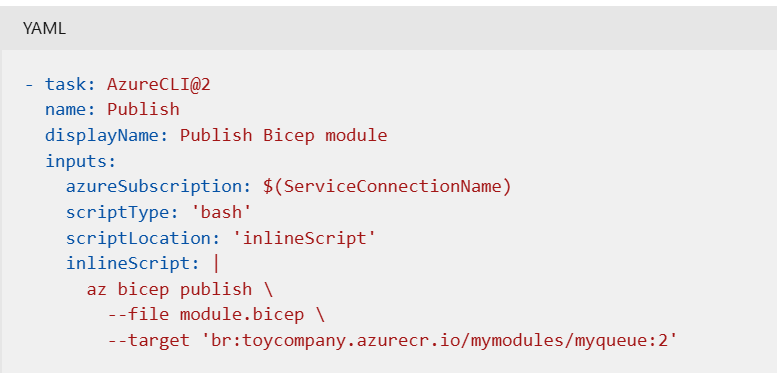 YAML
- task: AzureCLI@2
  name: Publish
  displayName: Publish Bicep module
  inputs:
    azureSubscription: $(ServiceConnectionName)
    scriptType: 'bash'
    scriptLocation: 'inlineScript'
    inlineScript: |
      az bicep publish \
        --file module.bicep \
        --target 'br:toycompany.azurecr.io/mymodules/myqueue:2'